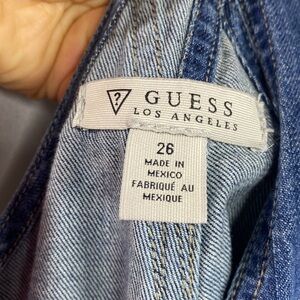 ?
GUESS
LOS ANGELES
26
MADE IN
MEXICO
FABRIQUÉ AU
MEXIQUE